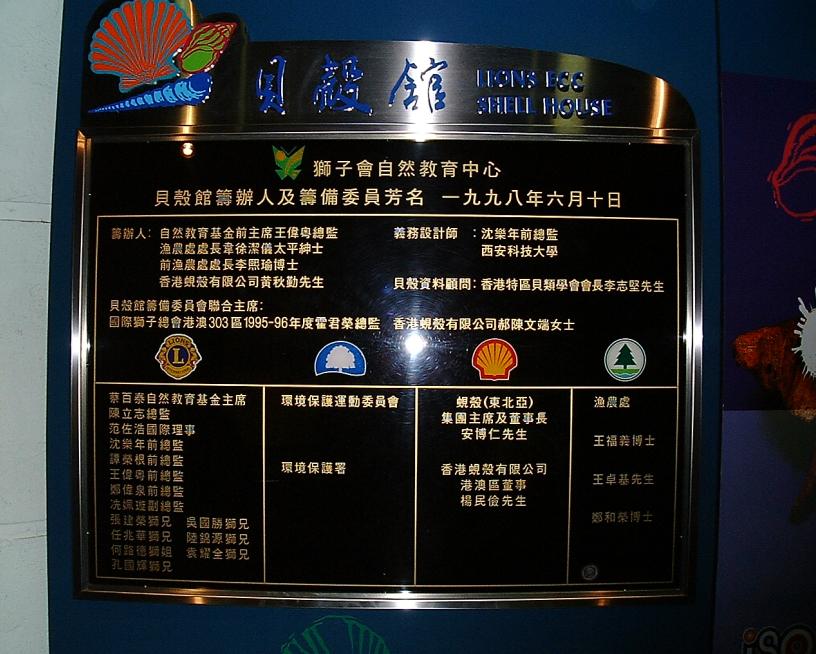 貝殼館 LIONS ECC
SHELL HOUSE
獅子會自然教育中心
貝殼館籌辦人及籌備委員芳名 一九九八年六月十日
籌辦人: 自然教育基金前主席王偉粵總監
漁農處處長韋徐潔儀太平紳士
前漁農處處長李熙瑜博士
香港蜆殼有限公司黄秋勤先生
義務設計師 : 沈樂年前總監
西安科技大學
貝殼資料顧問: 香港特區貝類學會會長李志堅先生
貝殼館籌備委員會聯合主席:
國際獅子總會港澳303區1995-96年度霍君榮總監 香港蜆殼有限公司郝陳文端女士
LIONS
L
蔡百泰自然教育基金主席
陳立志總監
范佐浩國際理事
沈樂年前總監
譚榮根前總監
王偉粵前總監
鄭偉泉前總監
冼姵璇副總監
張建榮獅兄 吳國勝獅兄
任兆華獅兄 陸錦源獅兄
何路德獅姐 袁耀全獅兄
孔國輝獅兄
環境保護運動委員會
環境保護署
蜆殼(東北亞)
集團主席及董事長
安博仁先生
香港蜆殼有限公司
港澳區董事
楊民儉先生
漁農處
王福義博士
王卓基先生
鄭和榮博士